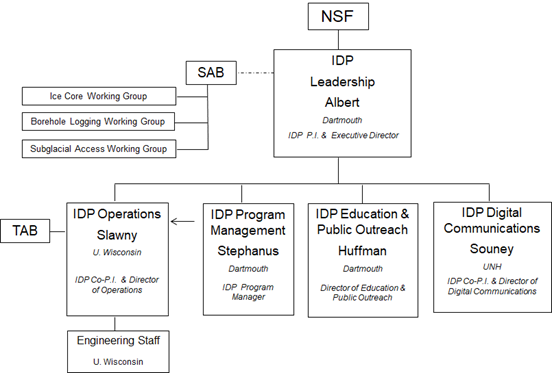 NSF
IDP
Leadership
Albert
Dartmouth
IDP P.I. & Executive Director
SAB
Ice Core Working Group
Borehole Logging Working Group
Subglacial Access Working Group
TAB
IDP Operations
Slawny
U. Wisconsin
IDP Co-P.I. & Director
of Operations
Engineering Staff
U. Wisconsin
IDP Program
Management
Stephanus
Dartmouth
IDP Program
Manager
IDP Education &
Public Outreach
Huffman
Dartmouth
Director of Education &
Public Outreach
IDP Digital
Communications
Souney
UNH
IDP Co-P.I. & Director of
Digital Communications